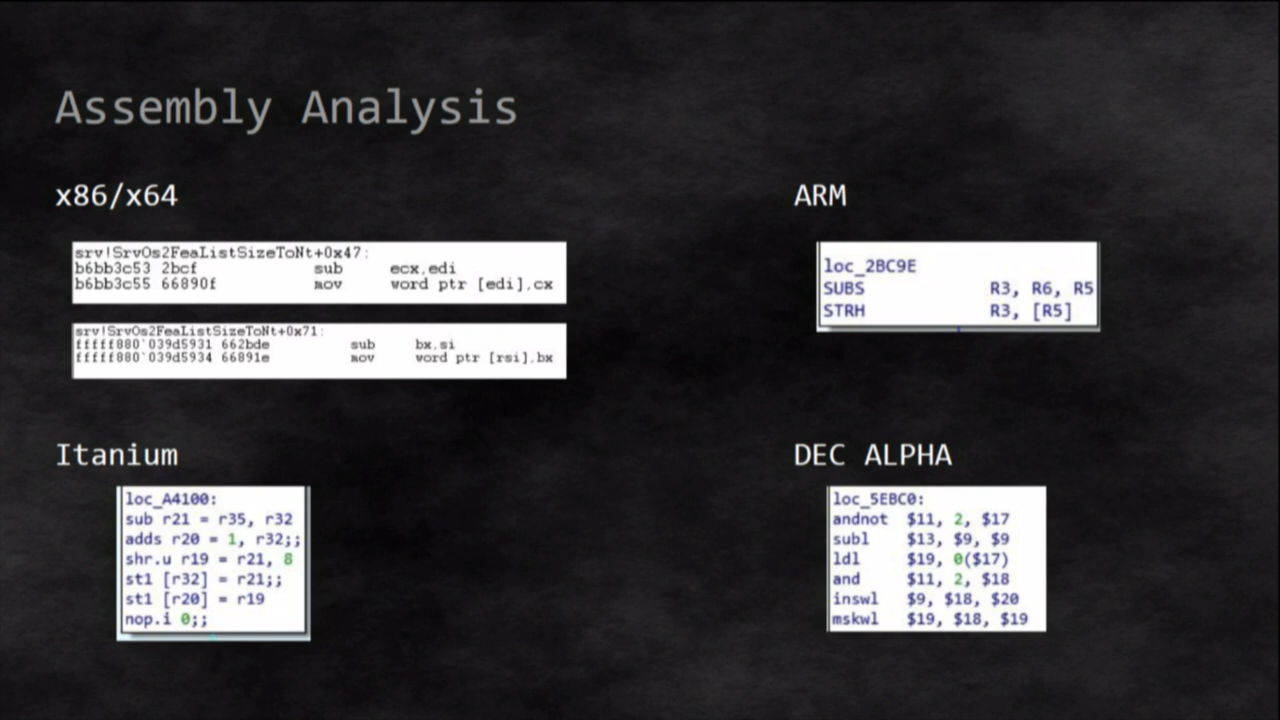 Assembly Analysis
x86/x64
srv!SrvOs2FeaListSizeToNt+0x47:
b6bb3c53 2bcf sub ecx,edi
b6bb3c55 66890f mov word ptr [edi],cx
srv!SrvOs2FeaListSizeToNt+0x71:
fffff880`039d5931 662bde sub bx,si
fffff880`039d5934 66891e mov word ptr [rsi],bx
ARM
loc_2BC9E
SUBS R3, R6, R5
STRH R3, [R5]
Itanium
loc_A4100:
sub r21 = r35, r32
adds r20 = 1, r32;;
shr.u r19 = r21, 8
st1 [r32] = r21;;
st1 [r20] = r19
nop.i 0;;
DEC ALPHA
loc_5EBC0:
andnot $11, 2, $17
subl $13, $9, $9
ldl $19, 0($17)
and $11, 2, $18
inswl $9, $18, $20
mskwl $19, $18, $19